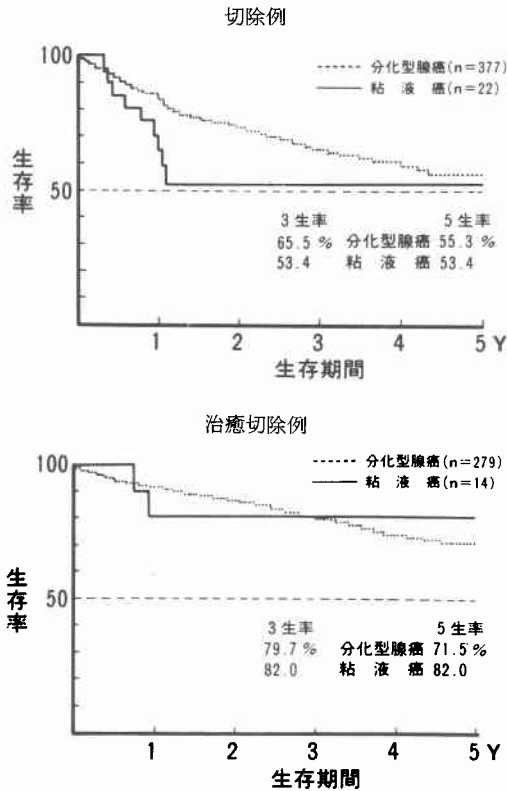 切除例
100
分化型腺癌(n=377)
粘 液 癌(n=22)
生存率
50
3 生率 5 生率
65.5 % 分化型腺癌 55.3 %
53.4 粘 液 癌 53.4
1 2 3 4 5 Y
生存期間
治癒切除例
100
分化型腺癌(n=279)
粘 液 癌(n=14)
生存率
50
3 生率 5 生率
79.7 % 分化型腺癌 71.5 %
82.0 粘 液 癌 82.0
1 2 3 4 5 Y
生存期間